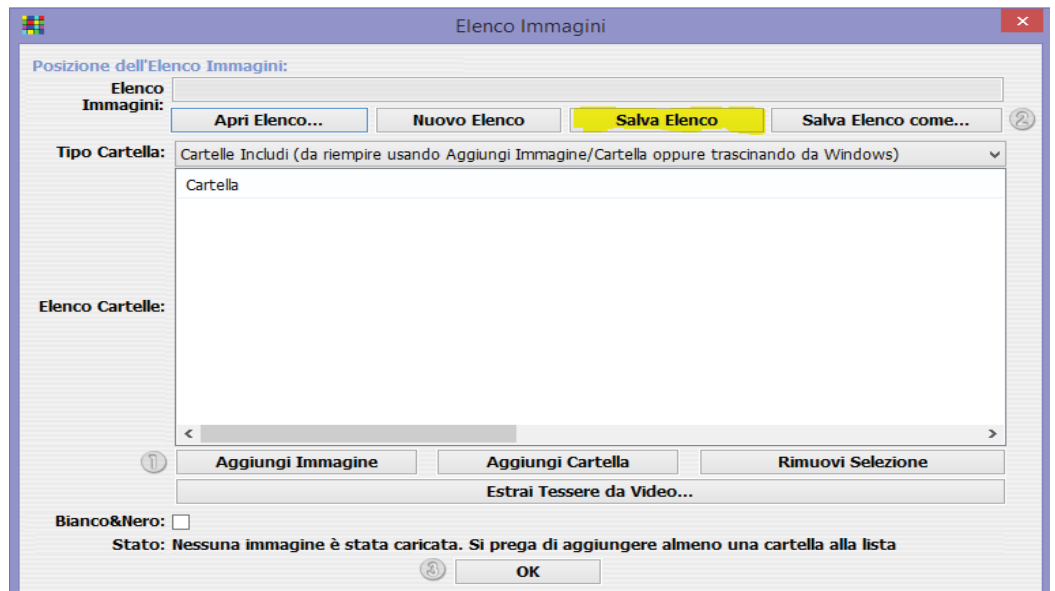 Elenco Immagini
Posizione dell'Elenco Immagini:
Elenco
Immagini:
Apri Elenco... Nuovo Elenco Salva Elenco Salva Elenco come... 2
Tipo Cartella: Cartelle Includi (da riempire usando Aggiungi Immagine/Cartella oppure trascinando da Windows)
Cartella
Elenco Cartelle:
1 Aggiungi Immagine Aggiungi Cartella Rimuovi Selezione
Estrai Tessere da Video...
Bianco&Nero:
Stato: Nessuna immagine è stata caricata. Si prega di aggiungere almeno una cartella alla lista
3 OK